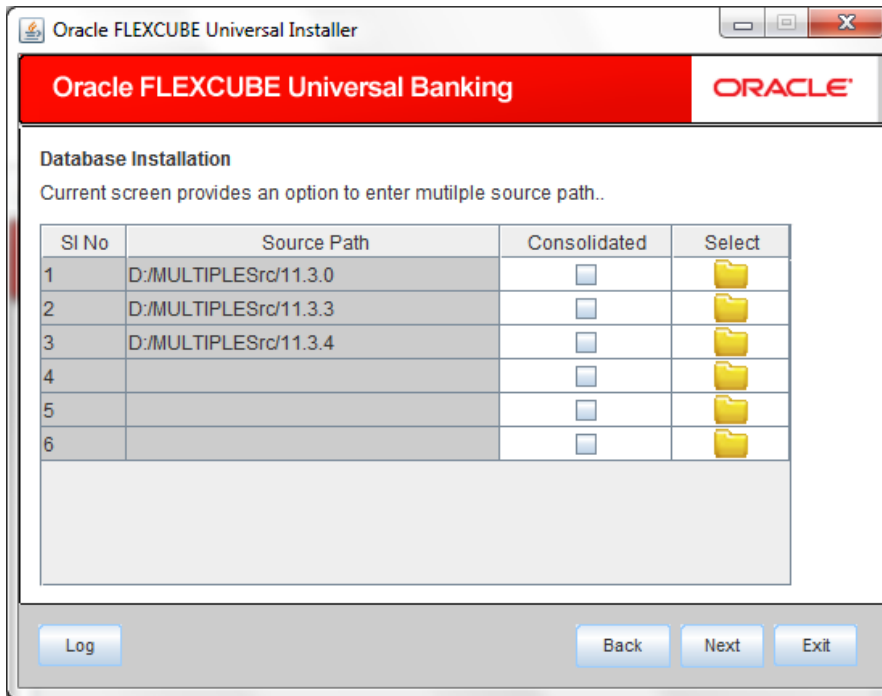 Oracle FLEXCUBE Universal Installer
Oracle FLEXCUBE Universal Banking
ORACLE
Database Installation
Current screen provides an option to enter mutilple source path..
SI No Source Path Consolidated Select
1 D:/MULTIPLESrc/11.3.0
2 D:/MULTIPLESrc/11.3.3
3 D:/MULTIPLESrc/11.3.4
4
5
6
Log Back Next Exit